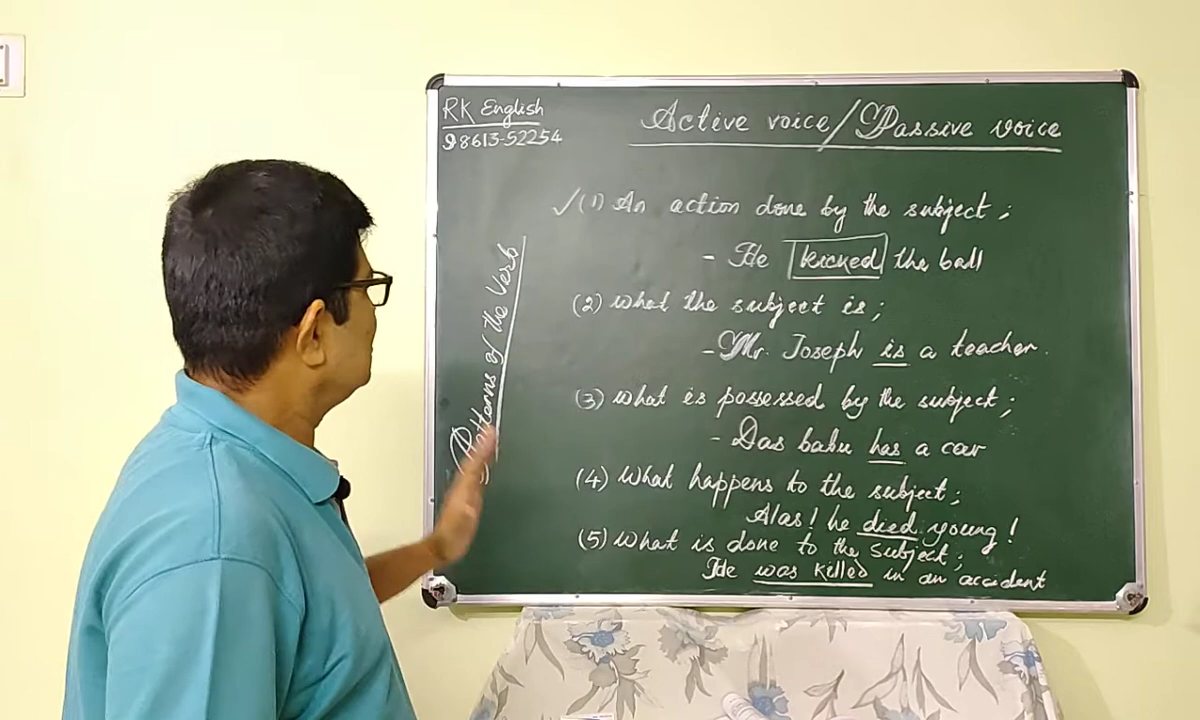 RK English
98613-52254
Active voice/Passive voice
Patterns of the Verb
✓(1) An action done by the subject;
- He kicked the ball
(2) What the subject is;
- Mr. Joseph is a teacher.
(3) What is possessed by the subject;
- Das babu has a car
(4) What happens to the subject;
Alas! he died young!
(5) What is done to the subject;
He was killed in an accident